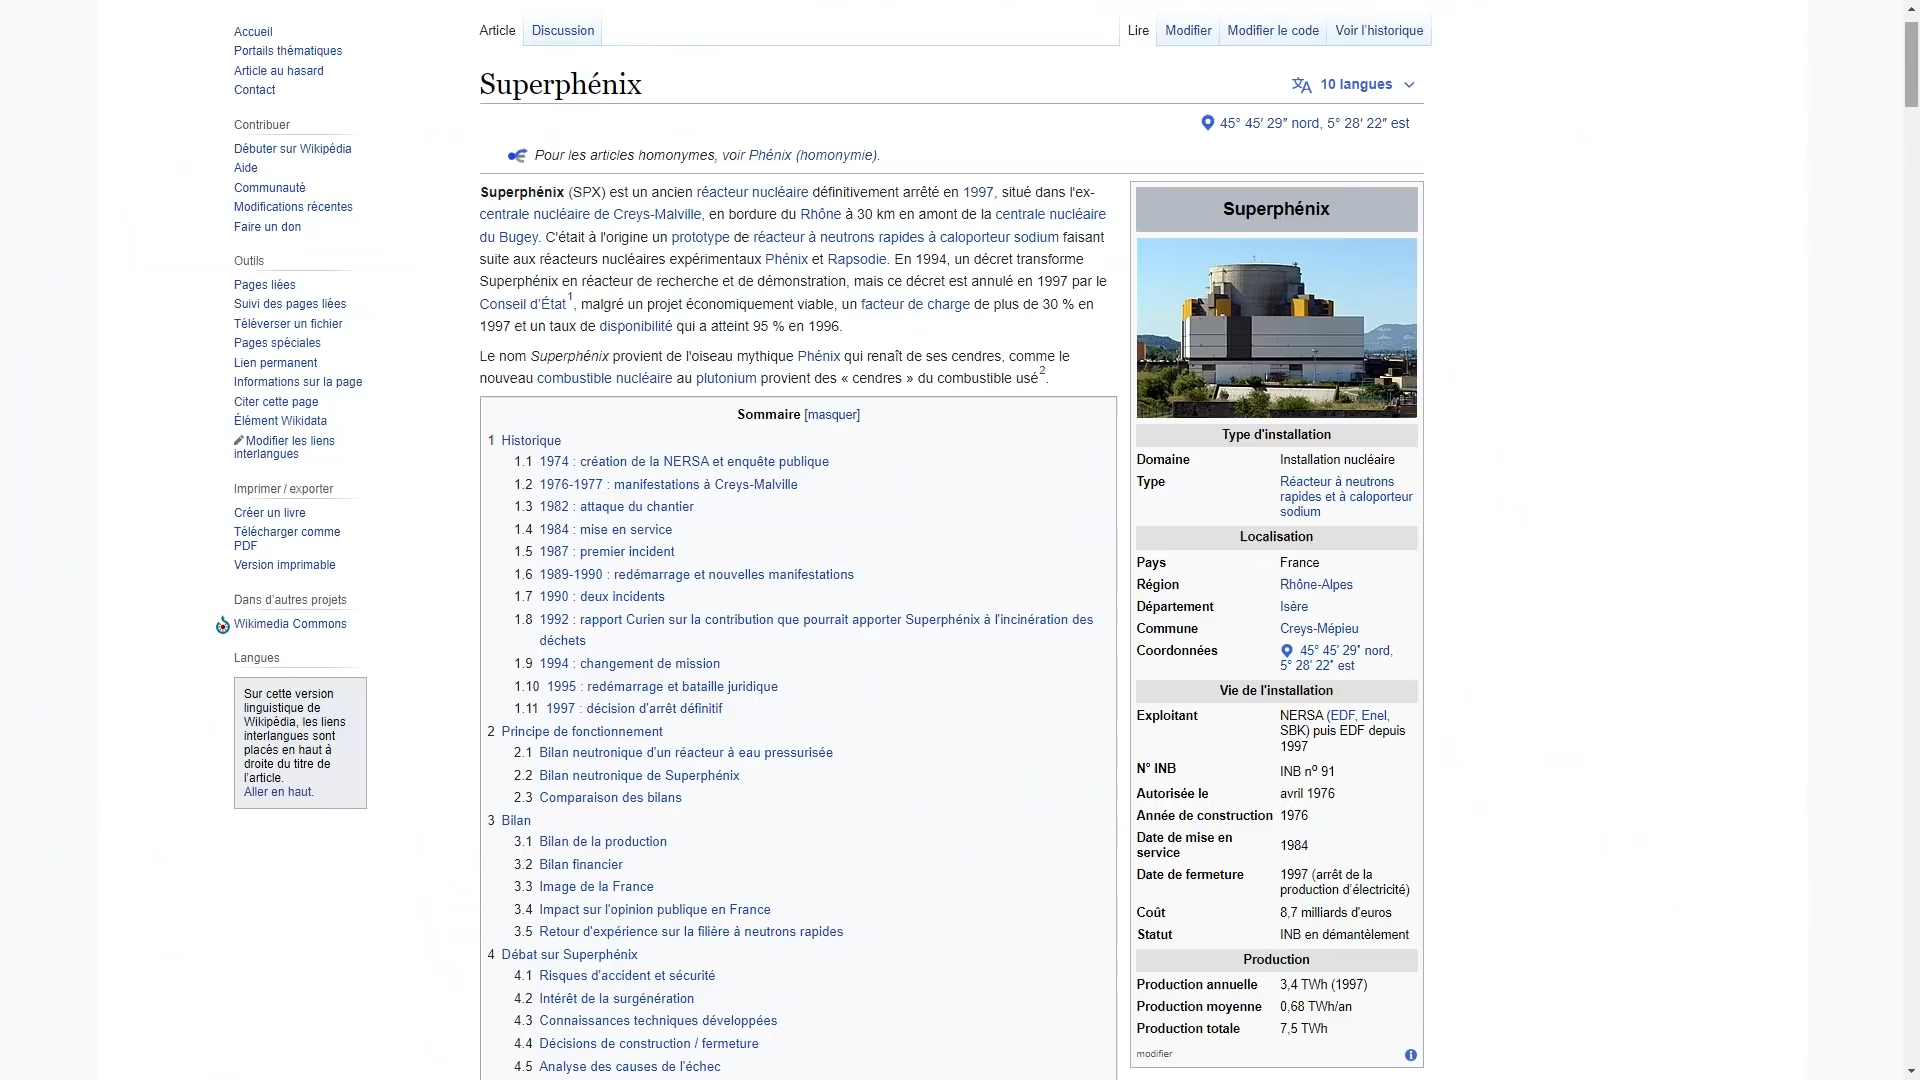 Accueil
Portails thématiques
Article au hasard
Contact
Contribuer
Débuter sur Wikipédia
Aide
Communauté
Modifications récentes
Faire un don
Outils
Pages liées
Suivi des pages liées
Téléverser un fichier
Pages spéciales
Lien permanent
Informations sur la page
Citer cette page
Élément Wikidata
Modifier les liens
interlangues
Imprimer / exporter
Créer un livre
Télécharger comme
PDF
Version imprimable
Dans d'autres projets
Wikimedia Commons
Langues
Sur cette version
linguistique de
Wikipédia, les liens
interlangues sont
placés en haut à
droite du titre de
l'article.
Aller en haut.
Article Discussion
Lire Modifier Modifier le code Voir l'historique
Superphénix
10 langues
45° 45′ 29″ nord, 5° 28′ 22″ est
Pour les articles homonymes, voir Phénix (homonymie).
Superphénix (SPX) est un ancien réacteur nucléaire définitivement arrêté en 1997, situé dans l'ex-
centrale nucléaire de Creys-Malville, en bordure du Rhône à 30 km en amont de la centrale nucléaire
du Bugey. C'était à l'origine un prototype de réacteur à neutrons rapides à caloporteur sodium faisant
suite aux réacteurs nucléaires expérimentaux Phénix et Rapsodie. En 1994, un décret transforme
Superphénix en réacteur de recherche et de démonstration, mais ce décret est annulé en 1997 par le
Conseil d'État1, malgré un projet économiquement viable, un facteur de charge de plus de 30 % en
1997 et un taux de disponibilité qui a atteint 95 % en 1996.
Le nom Superphénix provient de l'oiseau mythique Phénix qui renaît de ses cendres, comme le
nouveau combustible nucléaire au plutonium provient des « cendres » du combustible usé2.
Sommaire [masquer]
1 Historique
1.1 1974 : création de la NERSA et enquête publique
1.2 1976-1977 : manifestations à Creys-Malville
1.3 1982 : attaque du chantier
1.4 1984 : mise en service
1.5 1987 : premier incident
1.6 1989-1990 : redémarrage et nouvelles manifestations
1.7 1990 : deux incidents
1.8 1992 : rapport Curien sur la contribution que pourrait apporter Superphénix à l'incinération des
déchets
1.9 1994 : changement de mission
1.10 1995 : redémarrage et bataille juridique
1.11 1997 : décision d'arrêt définitif
2 Principe de fonctionnement
2.1 Bilan neutronique d'un réacteur à eau pressurisée
2.2 Bilan neutronique de Superphénix
2.3 Comparaison des bilans
3 Bilan
3.1 Bilan de la production
3.2 Bilan financier
3.3 Image de la France
3.4 Impact sur l'opinion publique en France
3.5 Retour d'expérience sur la filière à neutrons rapides
4 Débat sur Superphénix
4.1 Risques d'accident et sécurité
4.2 Intérêt de la surgénération
4.3 Connaissances techniques développées
4.4 Décisions de construction / fermeture
4.5 Analyse des causes de l'échec
Superphénix
Type d'installation
Domaine Installation nucléaire
Type Réacteur à neutrons
rapides et à caloporteur
sodium
Localisation
Pays France
Région Rhône-Alpes
Département Isère
Commune Creys-Mépieu
Coordonnées 45° 45′ 29″ nord,
5° 28′ 22″ est
Vie de l'installation
Exploitant NERSA (EDF, Enel,
SBK) puis EDF depuis
1997
N° INB INB nº 91
Autorisée le avril 1976
Année de construction 1976
Date de mise en
service 1984
Date de fermeture 1997 (arrêt de la
production d'électricité)
Coût 8,7 milliards d'euros
Statut INB en démantèlement
Production
Production annuelle 3,4 TWh (1997)
Production moyenne 0,68 TWh/an
Production totale 7,5 TWh
modifier